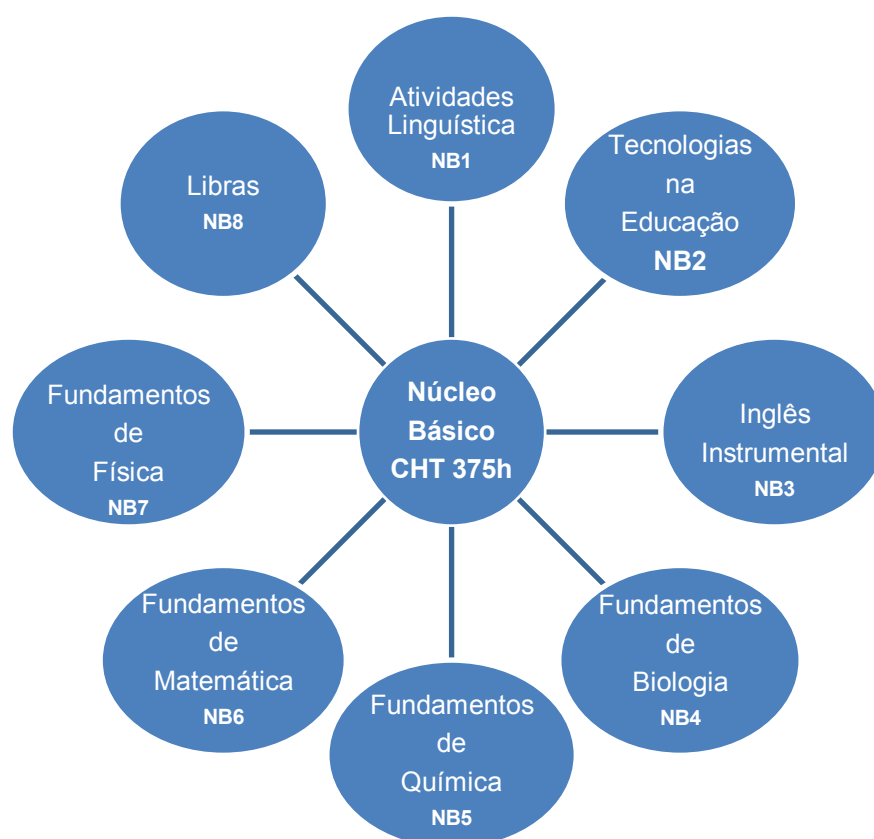 Atividades
Linguística
NB1
Tecnologias
na
Educação
NB2
Inglês
Instrumental
NB3
Fundamentos
de
Biologia
NB4
Fundamentos
de
Química
NB5
Fundamentos
de
Matemática
NB6
Fundamentos
de
Física
NB7
Libras
NB8
Núcleo
Básico
CHT 375h